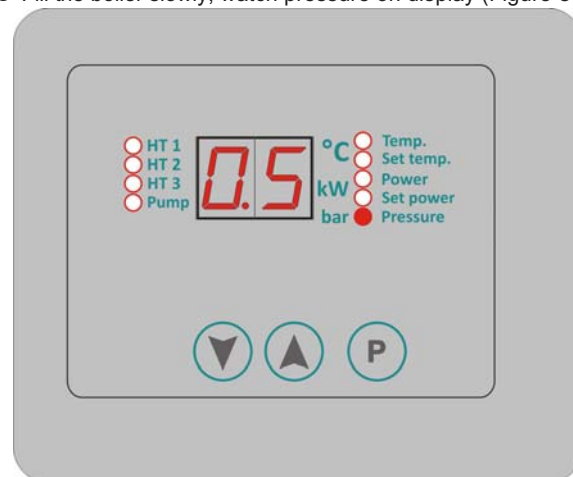 Fill the boiler slowly, watch pressure on display (Figure
HT 1
HT 2
HT 3
Pump
0.5
°C
kW
bar
Temp.
Set temp.
Power
Set power
Pressure
P